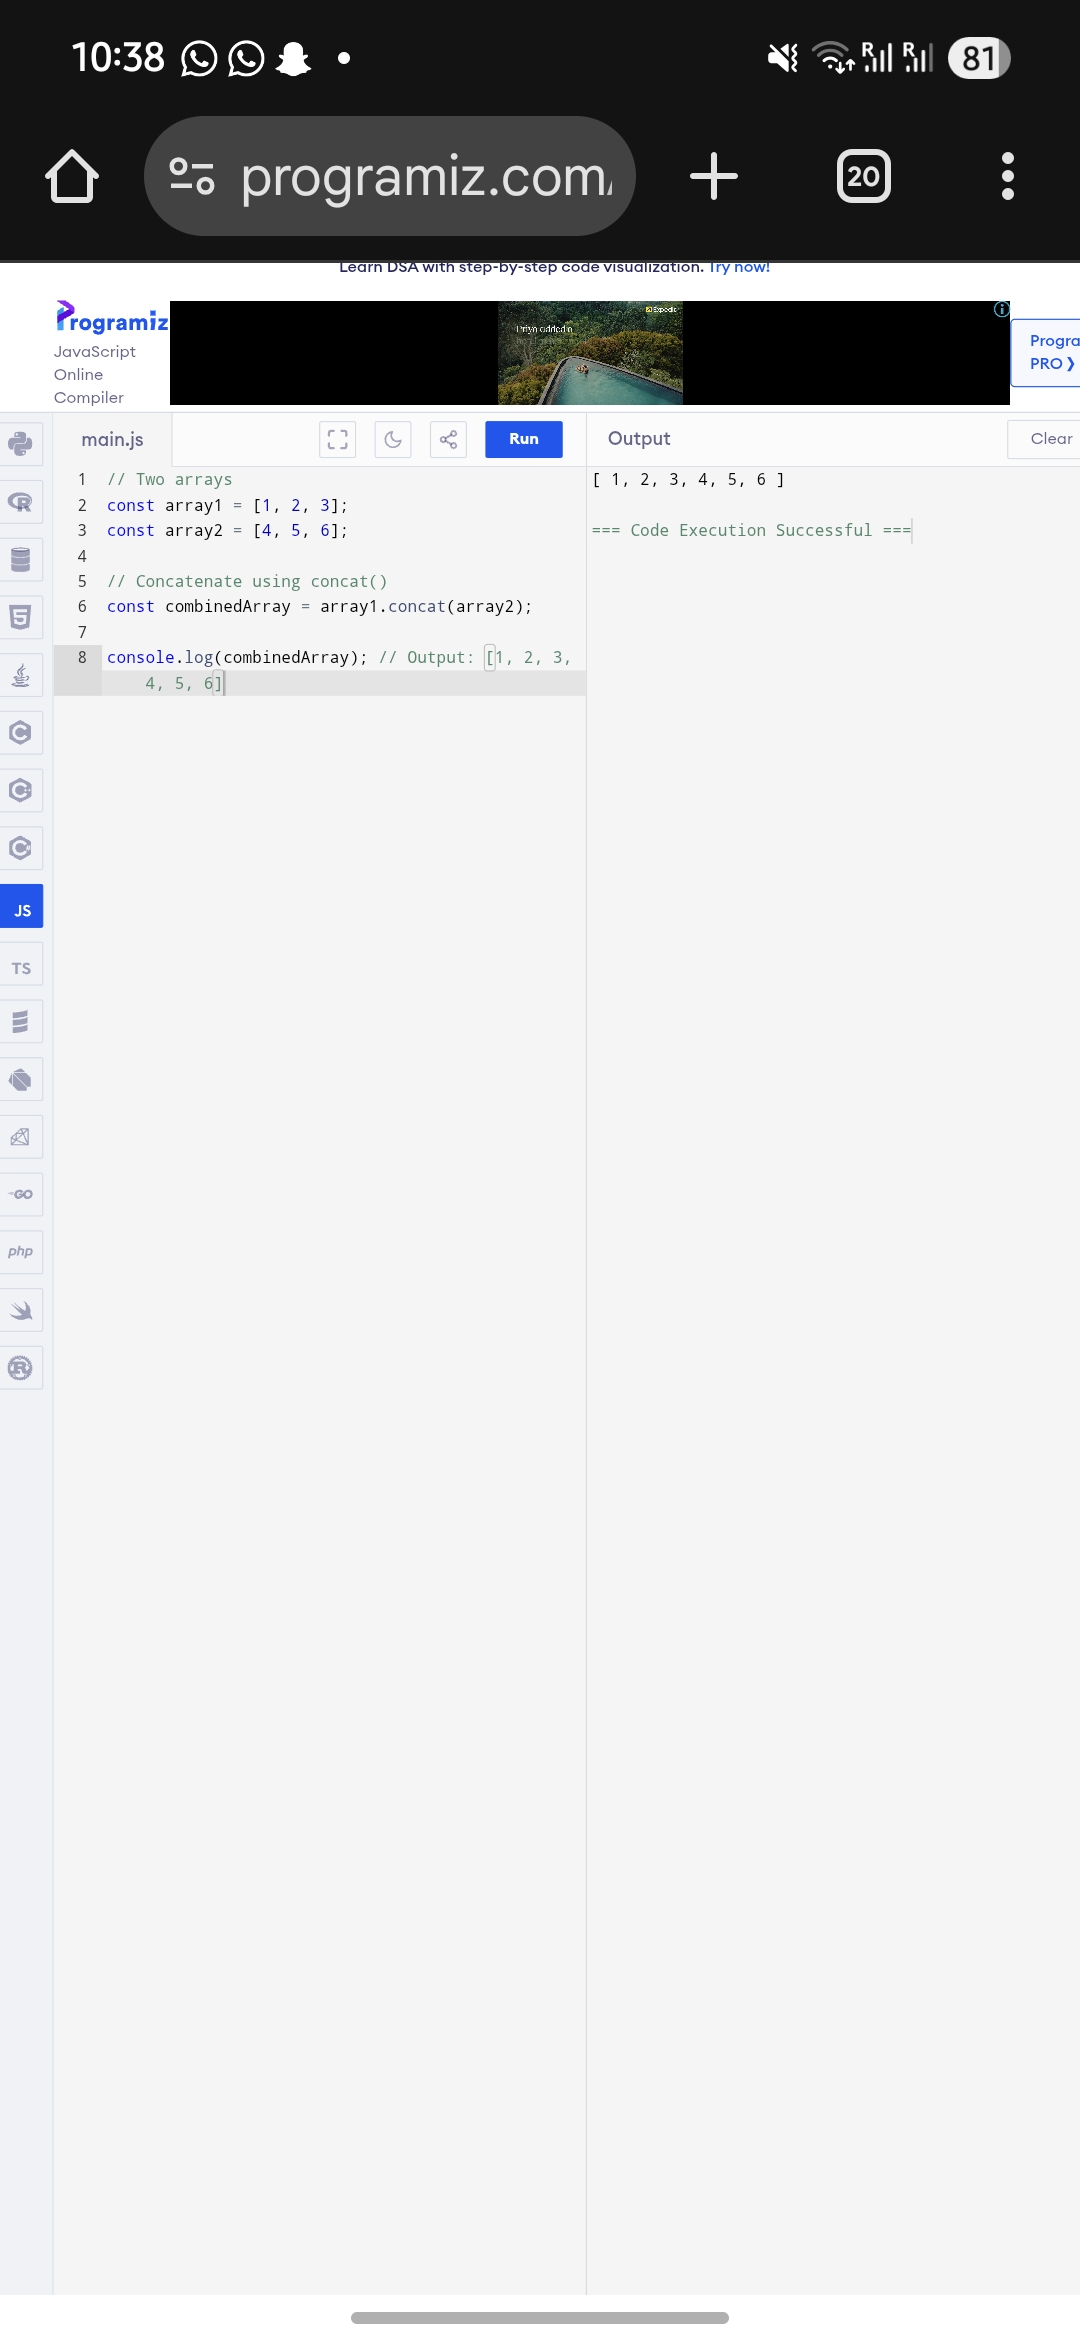 10:38
81
programiz.com/
20
Learn DSA with step-by-step code visualization. Try now!
Programiz
JavaScript
Online
Compiler
Priya added a
Expedia
Progra
PRO ❯
main.js
Run
Output
Clear
1 // Two arrays
2 const array1 = [1, 2, 3];
3 const array2 = [4, 5, 6];
4
5 // Concatenate using concat()
6 const combinedArray = array1.concat(array2);
7
8 console.log(combinedArray); // Output: [1, 2, 3,
4, 5, 6]
[ 1, 2, 3, 4, 5, 6 ]
=== Code Execution Successful ===
JS
TS
GO
php